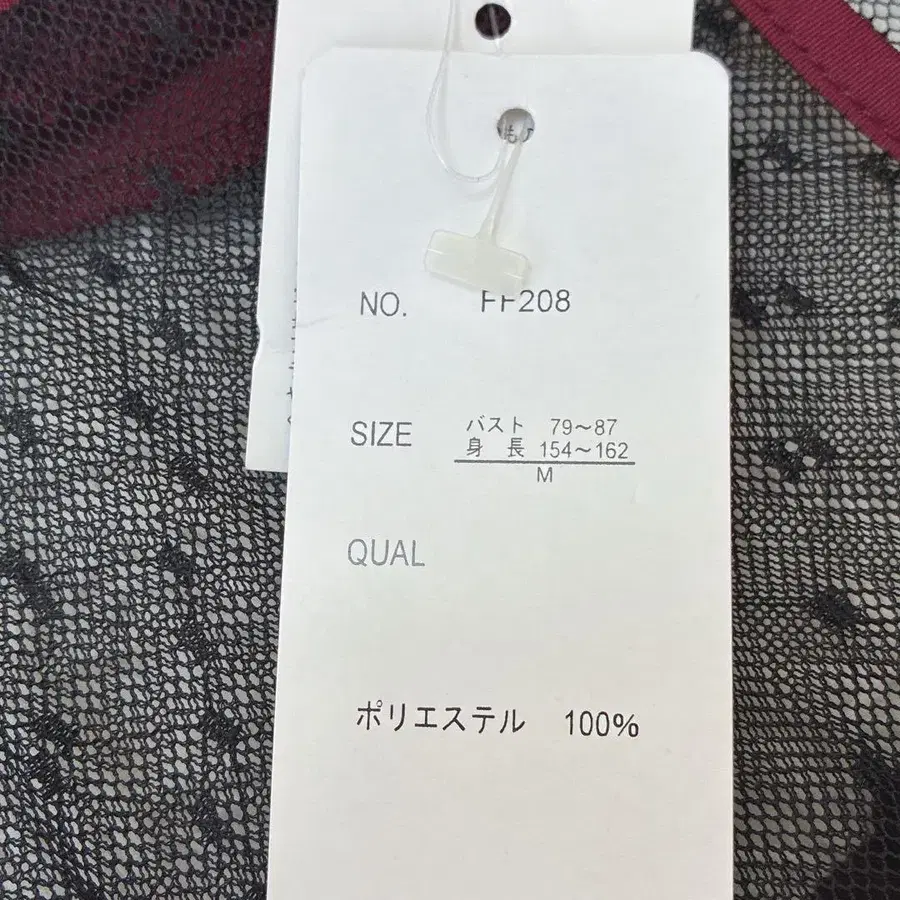 NO. FF208
SIZE バスト 79〜87
身長 154〜162
M
QUAL
ポリエステル 100%